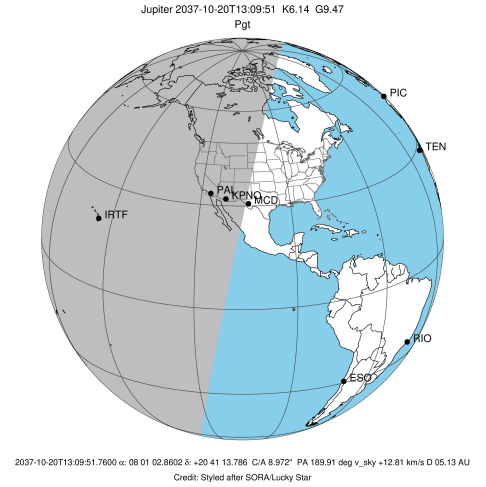 Jupiter 2037-10-20T13:09:51 K6.14 G9.47
Pgt
PIC
TEN
PAL
KPNO
MCD
IRTF
RIO
ESO
2037-10-20T13:09:51.7600 α: 08 01 02.8602 δ: +20 41 13.786 C/A 8.972" PA 189.91 deg v_sky +12.81 km/s D 05.13 AU
Credit: Styled after SORA/Lucky Star